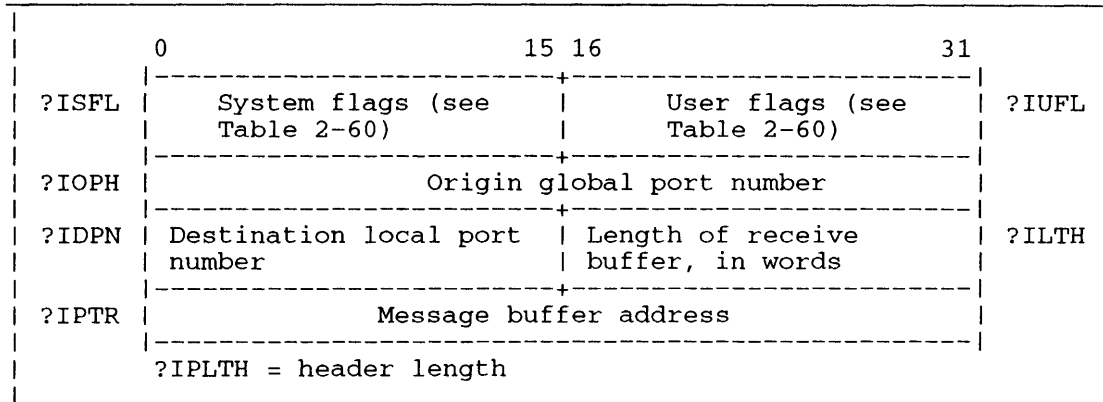 0 15 16 31
?ISFL System flags (see User flags (see ?IUFL
Table 2-60) Table 2-60)
?IOPH Origin global port number
?IDPN Destination local port Length of receive ?ILTH
number buffer, in words
?IPTR Message buffer address
?IPLTH = header length